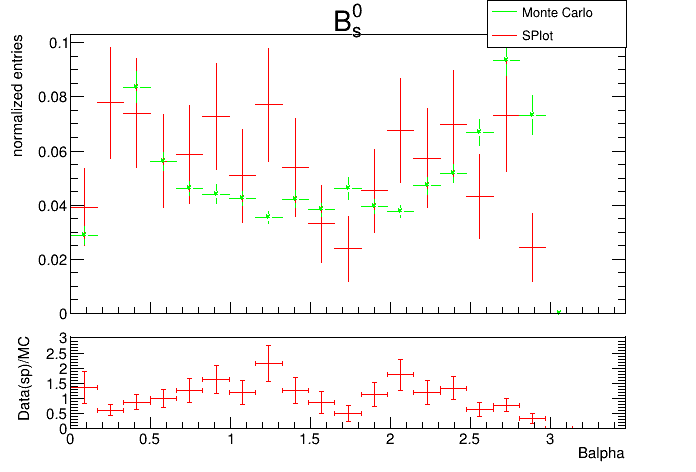 B_s^0
Monte Carlo
SPlot
normalized entries
0.1
0.08
0.06
0.04
0.02
0
Data(sp)/MC
3
2.5
2
1.5
1
0.5
0
0 0.5 1 1.5 2 2.5 3
Balpha